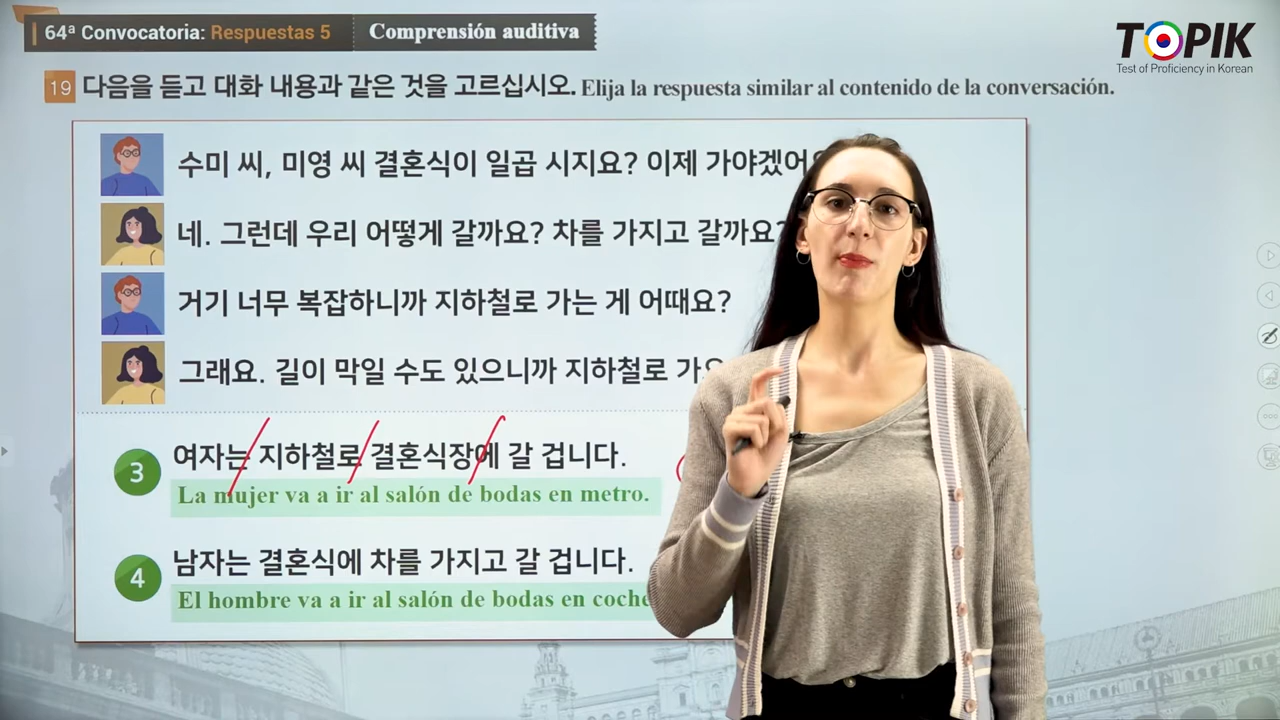 64ª Convocatoria: Respuestas 5
Comprensión auditiva
TOPIK
Test of Proficiency in Korean
19 다음을 듣고 대화 내용과 같은 것을 고르십시오. Elija la respuesta similar al contenido de la conversación.
수미 씨, 미영 씨 결혼식이 일곱 시지요? 이제
네. 그런데 우리 어떻게 갈까요? 차를 가지고 갈까요?
거기 너무 복잡하니까 지하철로 가는 게 어때요?
그래요. 길이 막일 수도 있으니까 지하철로
3 여자는 지하철로 결혼식장에 갈 겁니다.
La mujer va a ir al salón de bodas en metro.
4 남자는 결혼식에 차를 가지고 갈 겁니다.
El hombre va a ir al salón de bodas en coche